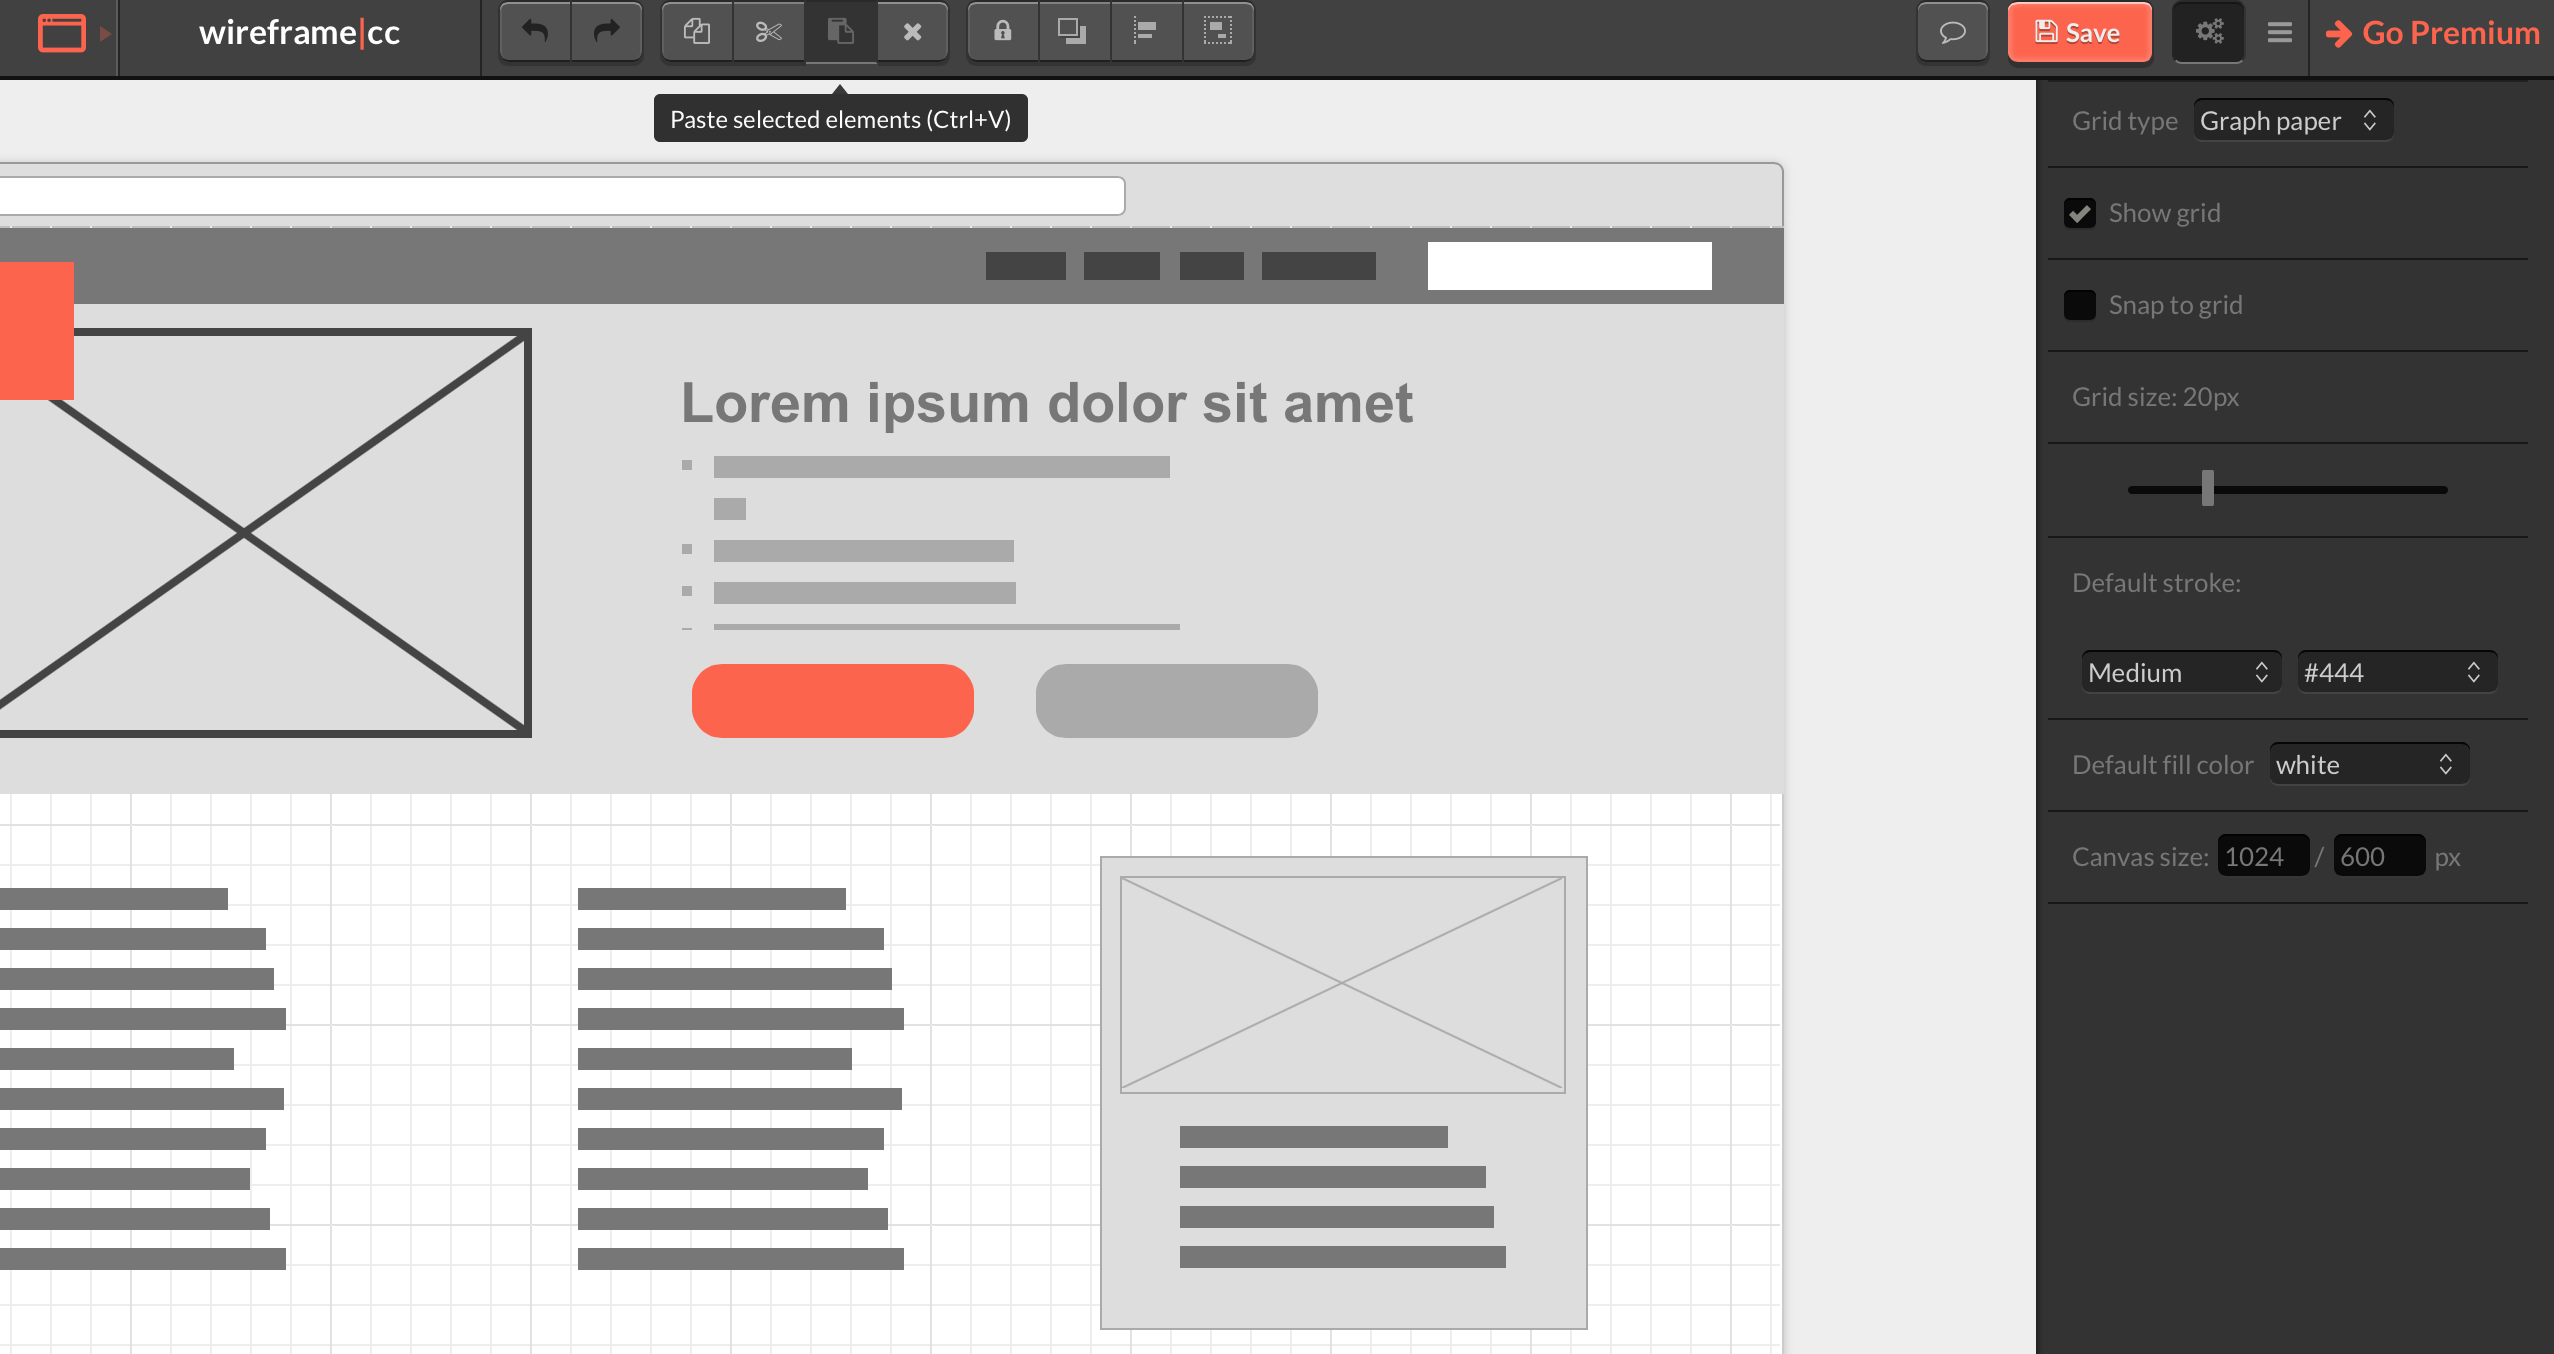 wireframe|cc
Save
Go Premium
Paste selected elements (Ctrl+V)
Grid type Graph paper
Show grid
Snap to grid
Lorem ipsum dolor sit amet
Grid size: 20px
Default stroke:
Medium #444
Default fill color white
Canvas size: 1024 / 600 px